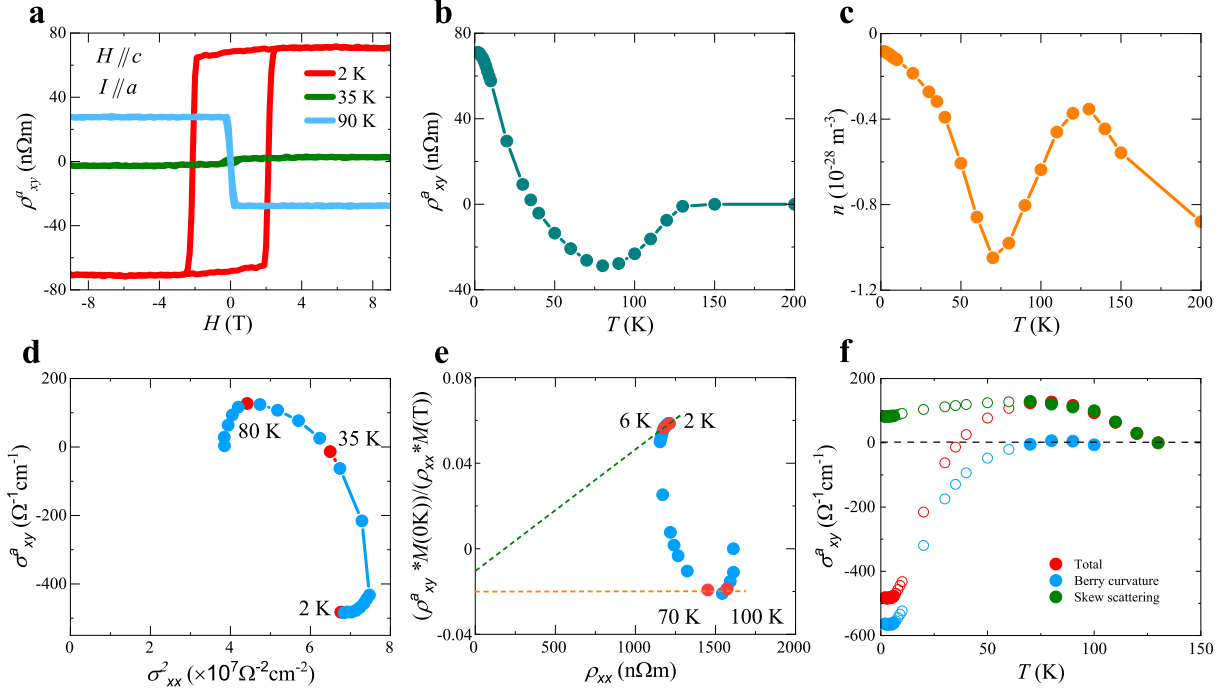 a
80
40
0
-40
-80
ρᵃxy (nΩm)
H // c
I // a
2 K
35 K
90 K
-8 -4 0 4 8
H (T)
b
80
40
0
-40
ρᵃxy (nΩm)
0 50 100 150 200
T (K)
c
0.0
-0.4
-0.8
-1.2
n (10⁻²⁸ m⁻³)
0 50 100 150 200
T (K)
d
200
0
-200
-400
σᵃxy (Ω⁻¹cm⁻¹)
80 K
35 K
2 K
0 2 4 6 8
σ²xx (×10⁷Ω⁻²cm⁻²)
e
0.08
0.04
0
-0.04
(ρᵃxy *M(0K))/(ρxx*M(T))
6 K
2 K
70 K
100 K
0 500 1000 1500 2000
ρxx (nΩm)
f
200
0
-200
-400
-600
σᵃxy (Ω⁻¹cm⁻¹)
Total
Berry curvature
Skew scattering
0 50 100 150
T (K)